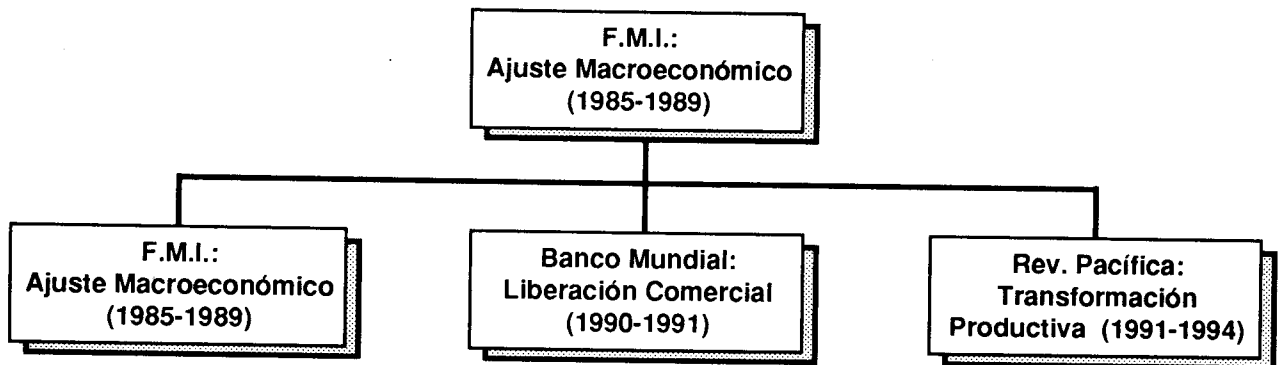 F.M.I.:
Ajuste Macroeconómico
(1985-1989)
F.M.I.:
Ajuste Macroeconómico
(1985-1989)
Banco Mundial:
Liberación Comercial
(1990-1991)
Rev. Pacífica:
Transformación
Productiva (1991-1994)